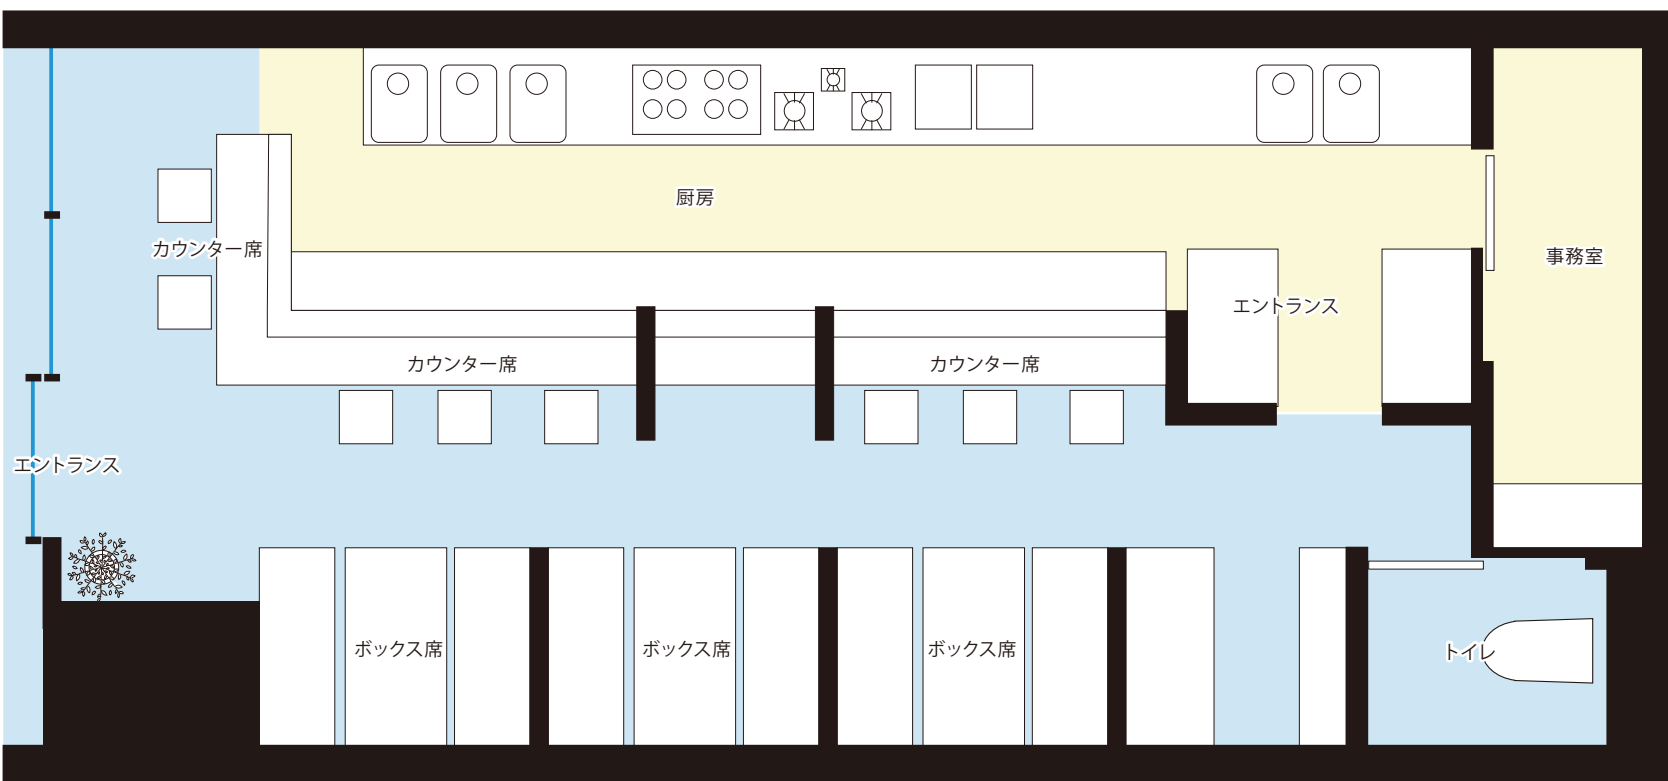 厨房
カウンター席
事務室
エントランス
カウンター席
カウンター席
エントランス
ボックス席
ボックス席
ボックス席
トイレ